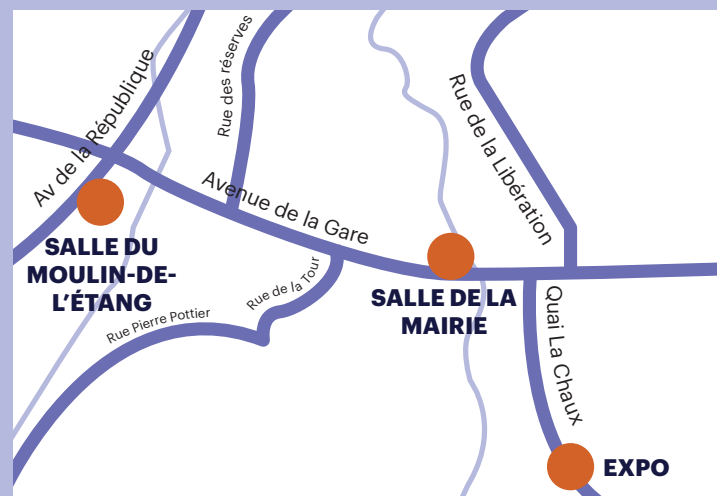 Av de la République
Rue des réserves
Rue de la Libération
Avenue de la Gare
SALLE DU
MOULIN-DE-
L’ÉTANG
Rue de la Tour
Rue Pierre Pottier
SALLE DE LA
MAIRIE
Quai La Chaux
EXPO